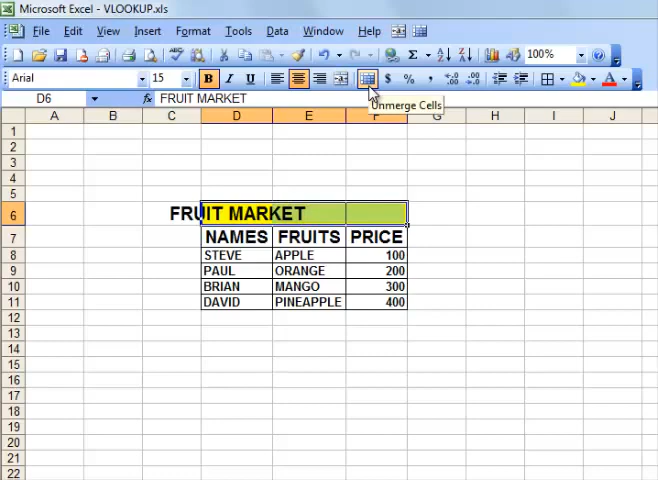 Microsoft Excel - VLOOKUP.xls
File Edit View Insert Format Tools Data Window Help
100%
Arial 15 B I U $ % ,
D6 fx FRUIT MARKET
Unmerge Cells
A B C D E F G H I J
1
2
3
4
5
6 FRUIT MARKET
7 NAMES FRUITS PRICE
8 STEVE APPLE 100
9 PAUL ORANGE 200
10 BRIAN MANGO 300
11 DAVID PINEAPPLE 400
12
13
14
15
16
17
18
19
20
21
22